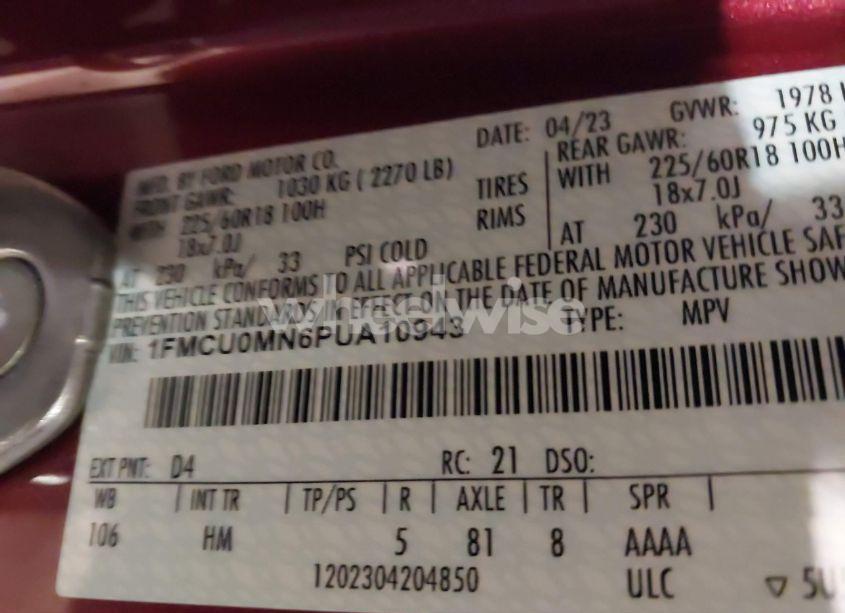 MFD. BY FORD MOTOR CO. DATE: 04/23 GVWR: 1978
FRONT GAWR: 1030 KG ( 2270 LB) REAR GAWR: 975 KG
WITH 225/60R18 100H TIRES WITH 225/60R18 100H
18x7.0J RIMS 18x7.0J
AT 230 kPa/ 33 PSI COLD AT 230 kPa/ 33
THIS VEHICLE CONFORMS TO ALL APPLICABLE FEDERAL MOTOR VEHICLE SAF
PREVENTION STANDARDS IN EFFECT ON THE DATE OF MANUFACTURE SHOW
VIN: 1FMCU0MN6PUA10943 TYPE: MPV
wheelwise
EXT PNT: D4 RC: 21 DSO:
WB | INT TR | TP/PS | R | AXLE | TR | SPR |
106 HM 5 81 8 AAAA
1202304204850 ULC ▽ 5U